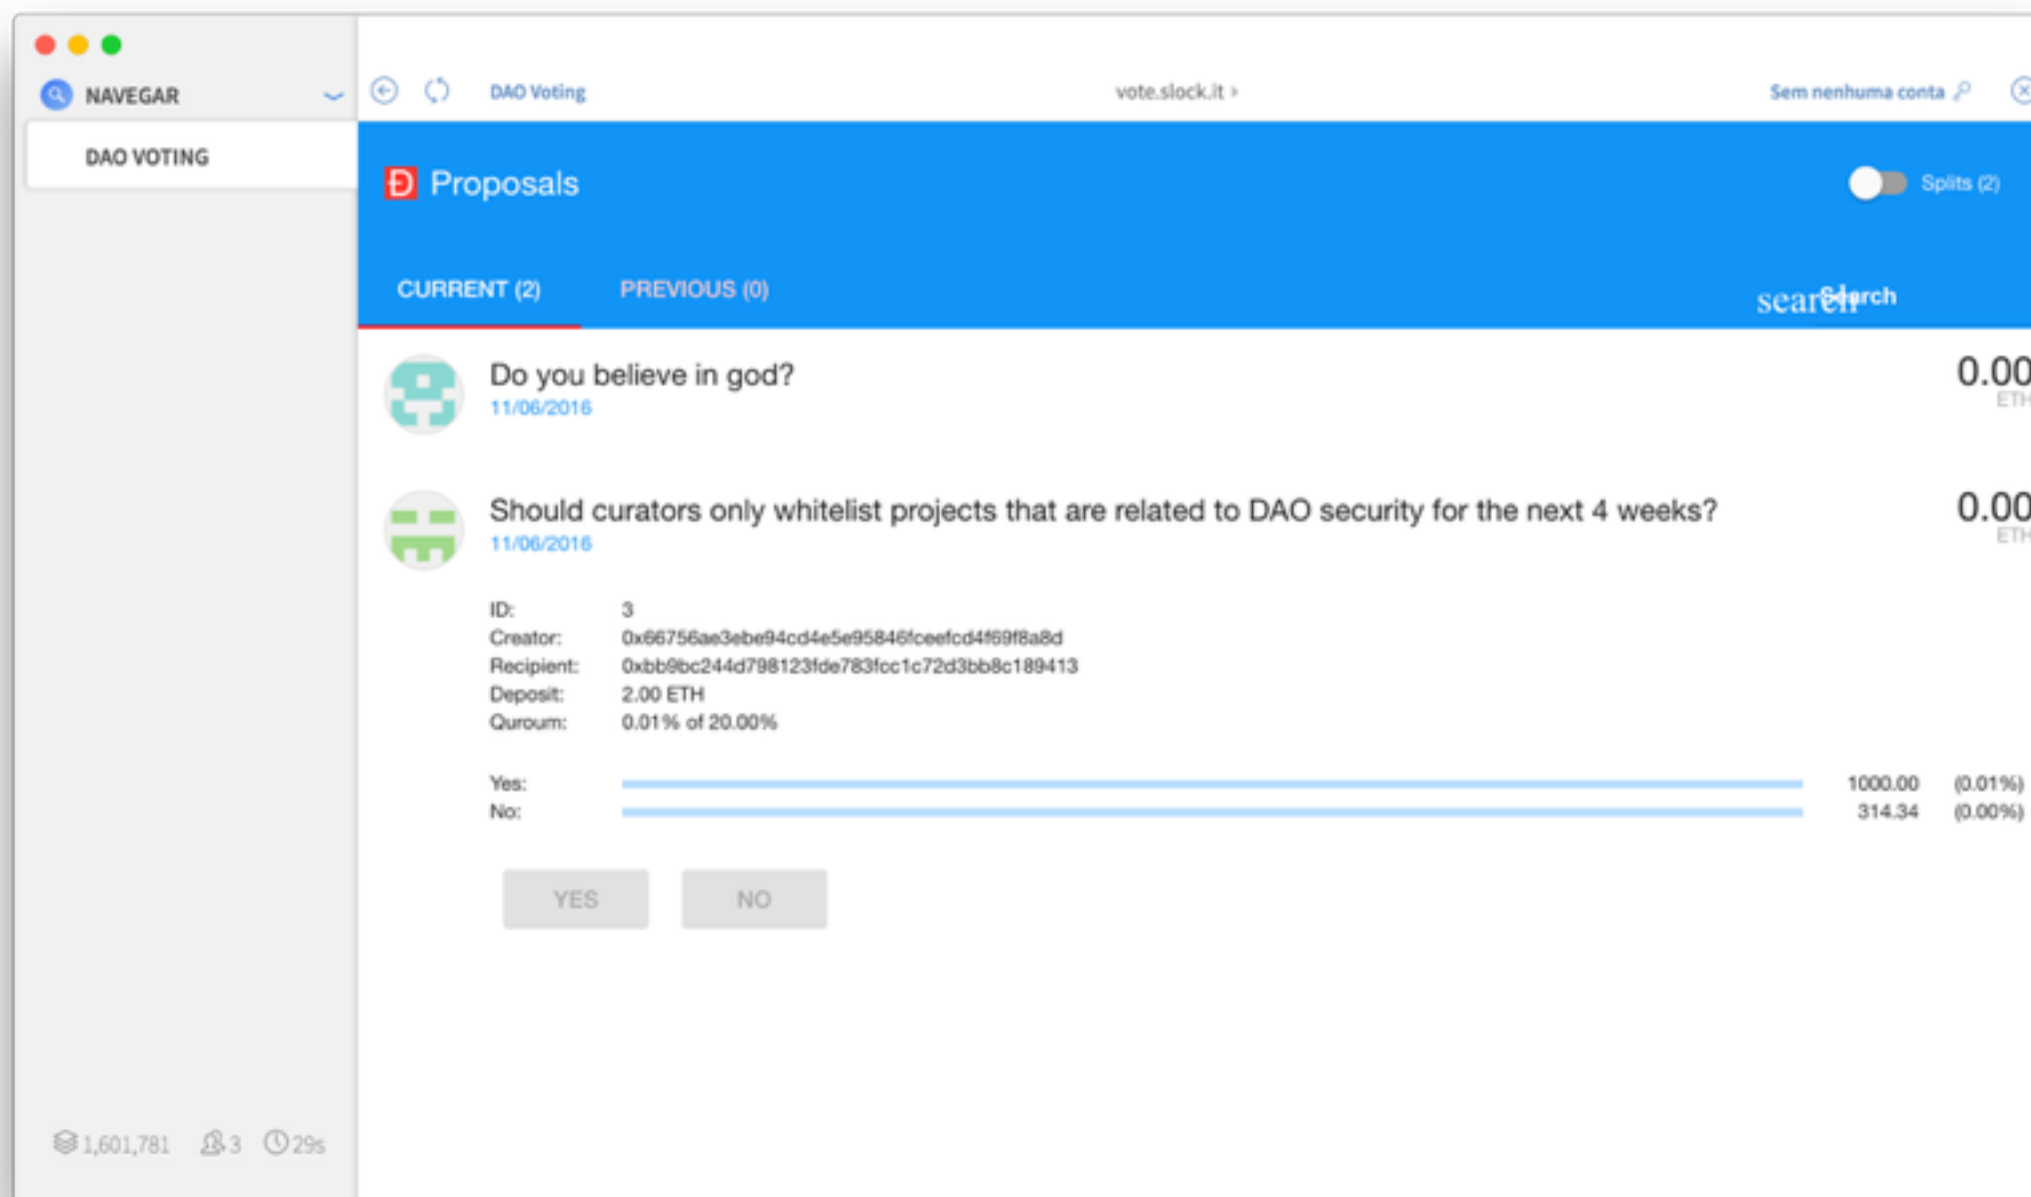 NAVEGAR
DAO VOTING
DAO Voting
vote.slock.it
Sem nenhuma conta
Đ Proposals
Splits (2)
CURRENT (2)
PREVIOUS (0)
search
Search
Do you believe in god?
0.00
11/06/2016
ETH
Should curators only whitelist projects that are related to DAO security for the next 4 weeks?
0.00
11/06/2016
ETH
ID: 3
Creator: 0x66756ae3ebe94cd4e5e95846fceefcd4f69f8a8d
Recipient: 0xbb9bc244d798123fde783fcc1c72d3bb8c189413
Deposit: 2.00 ETH
Quroum: 0.01% of 20.00%
Yes: 1000.00 (0.01%)
No: 314.34 (0.00%)
YES
NO
1,601,781
3
29s